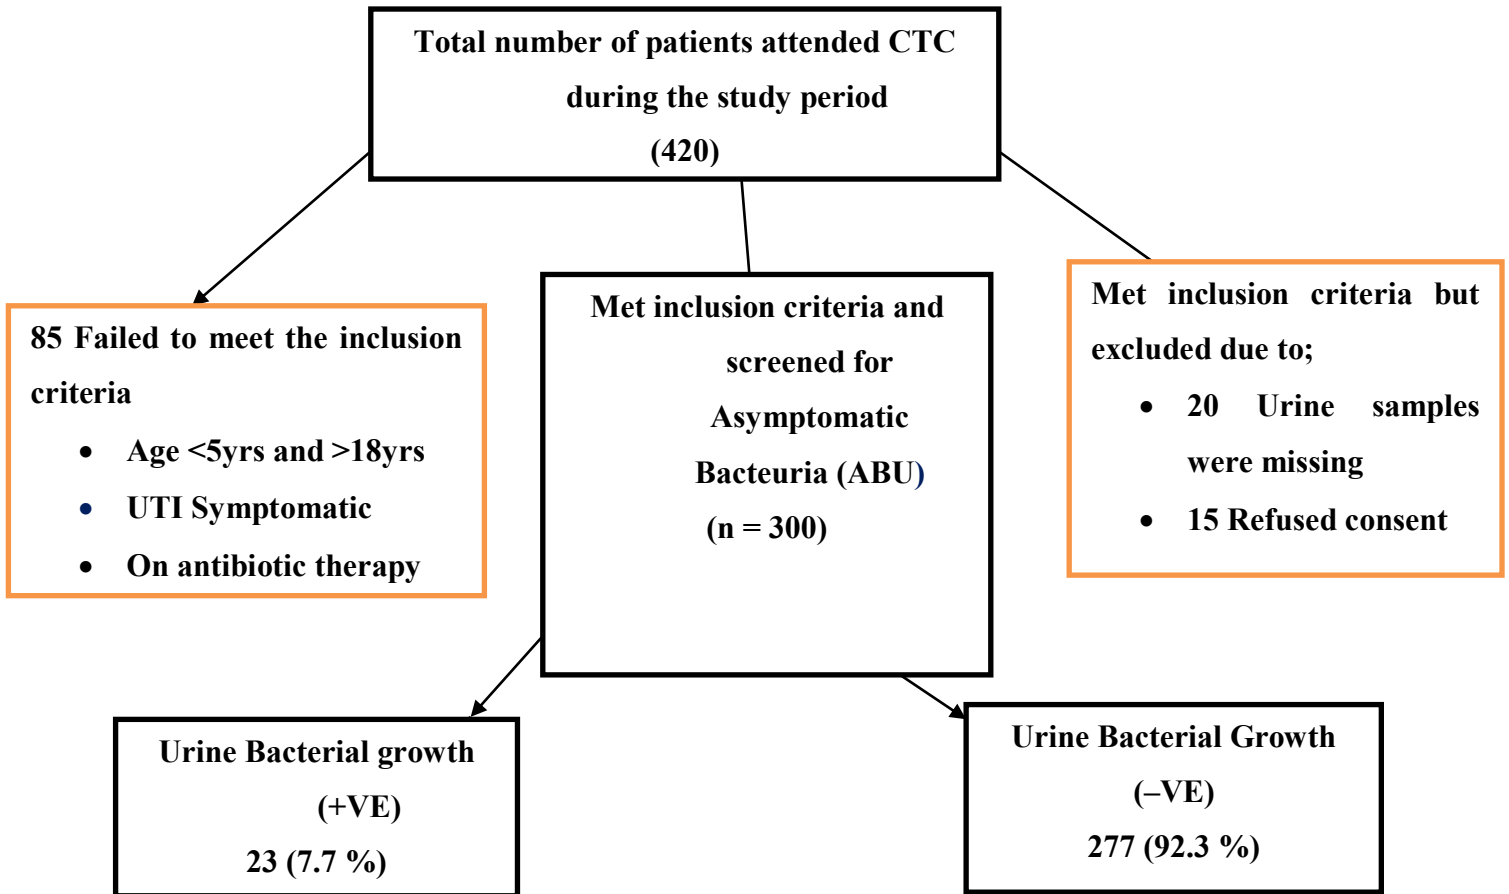 Total number of patients attended CTC
during the study period
(420)
85 Failed to meet the inclusion
criteria
• Age <5yrs and >18yrs
• UTI Symptomatic
• On antibiotic therapy
Met inclusion criteria and
screened for
Asymptomatic
Bacteuria (ABU)
(n = 300)
Met inclusion criteria but
excluded due to;
• 20 Urine samples
were missing
• 15 Refused consent
Urine Bacterial growth
(+VE)
23 (7.7 %)
Urine Bacterial Growth
(–VE)
277 (92.3 %)